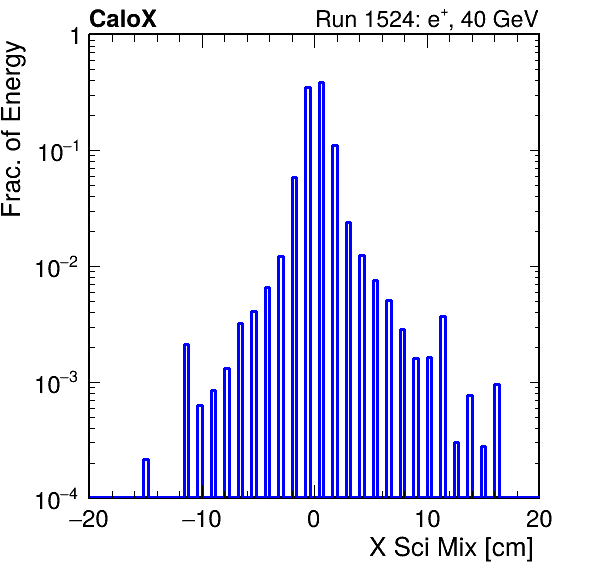 CaloX
Run 1524: e⁺, 40 GeV
Frac. of Energy
1
10⁻¹
10⁻²
10⁻³
10⁻⁴
−20
−10
0
10
20
X Sci Mix [cm]